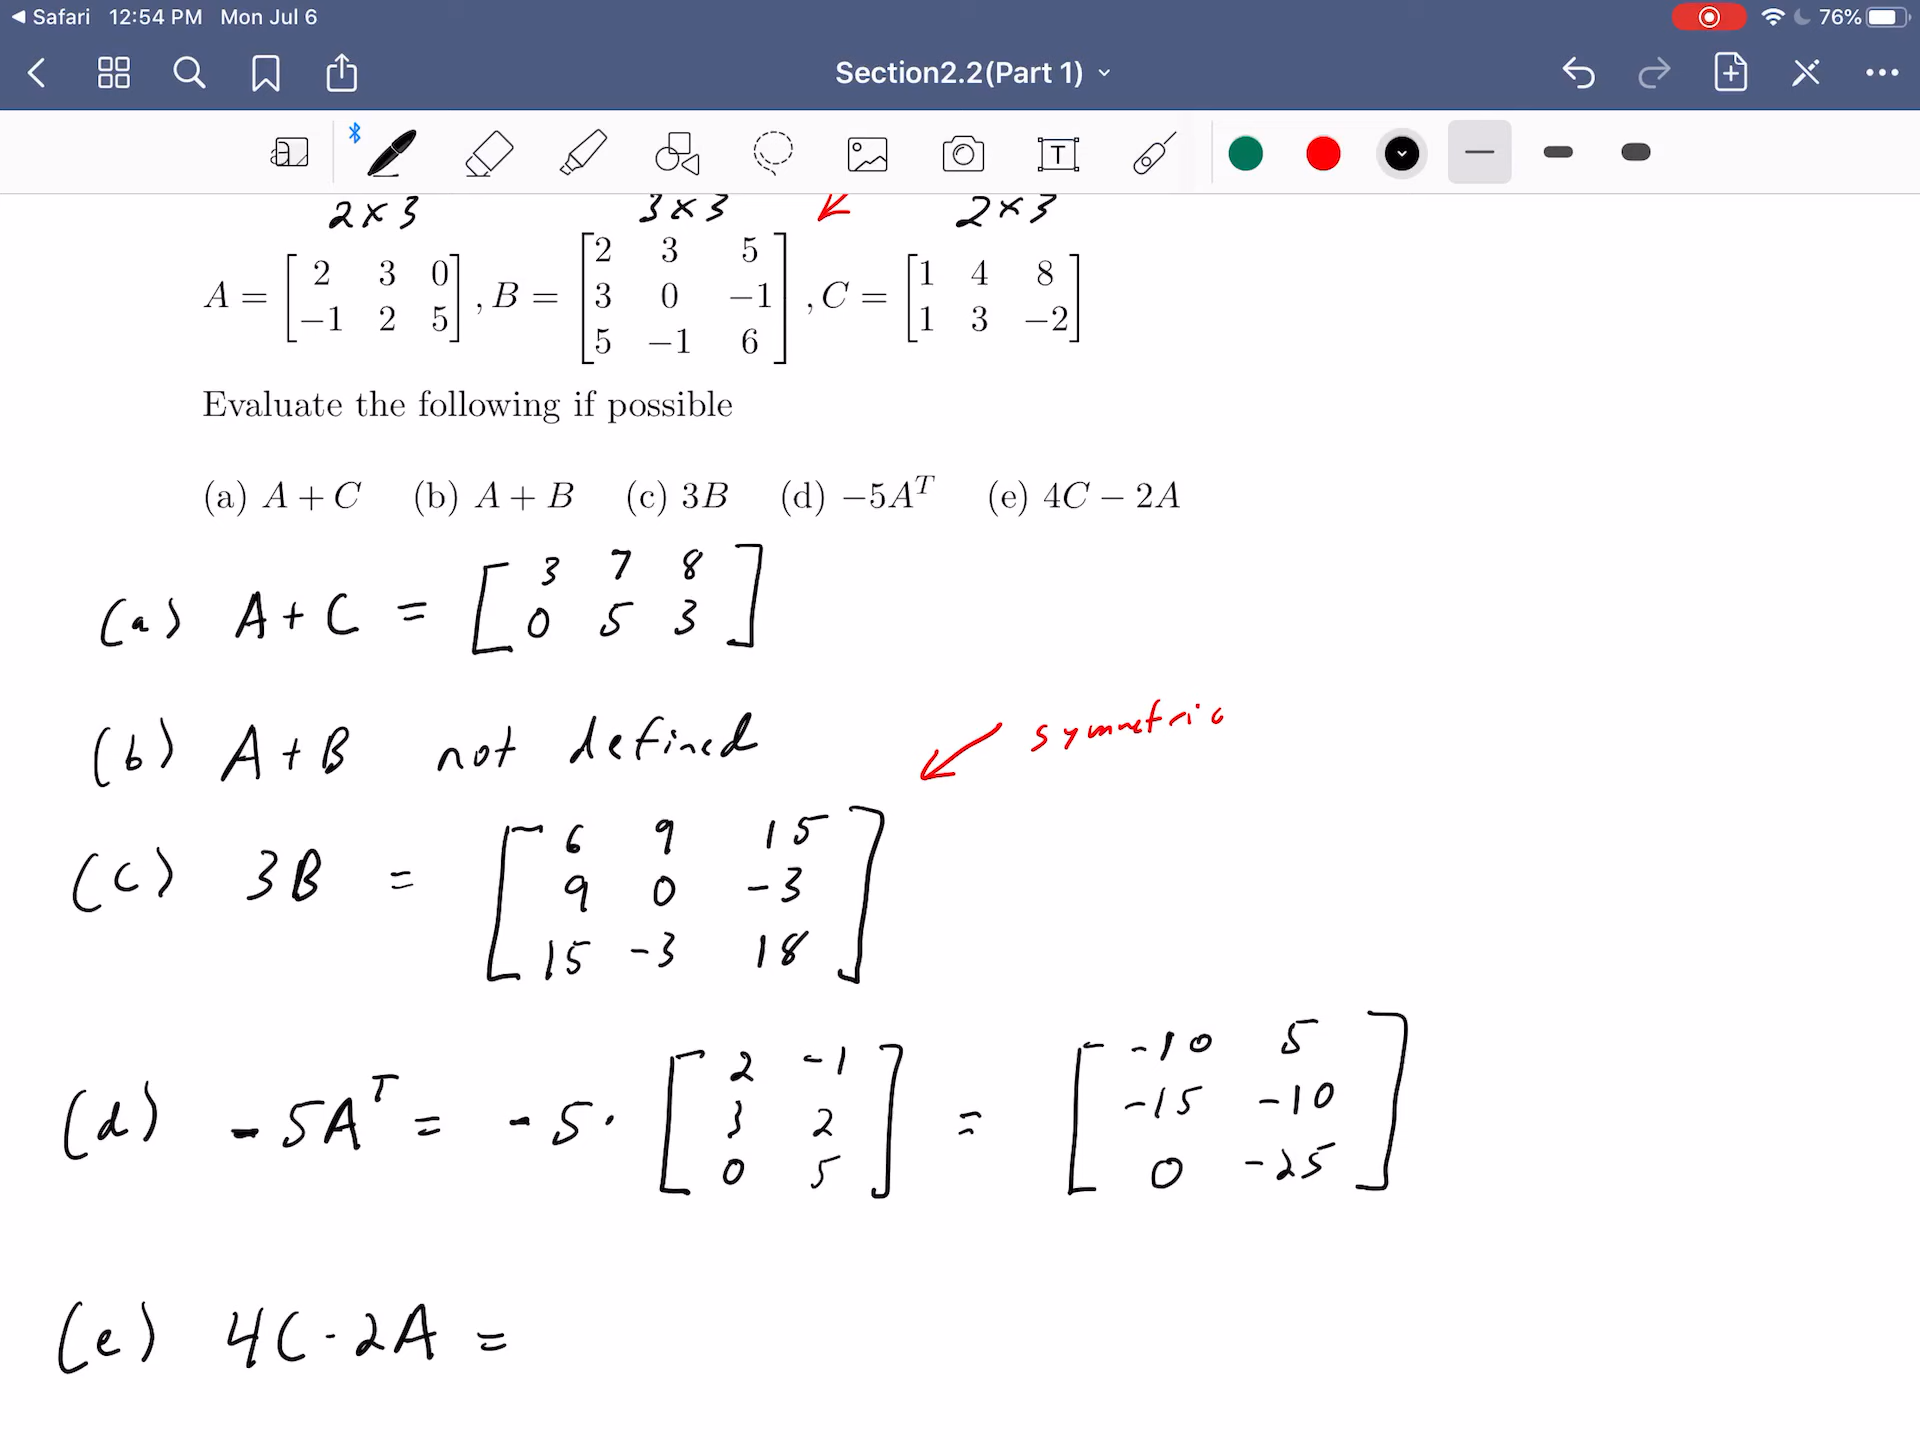 ◀ Safari 12:54 PM Mon Jul 6 76%
Section2.2(Part 1)
a T
2 × 3 3 × 3 2 × 3
A = [2 3 0; −1 2 5], B = [2 3 5; 3 0 −1; 5 −1 6], C = [1 4 8; 1 3 −2]
Evaluate the following if possible
(a) A + C (b) A + B (c) 3B (d) −5Aᵀ (e) 4C − 2A
(a) A + C = [3 7 8; 0 5 3]
(b) A + B not defined
symmetric
(c) 3B = [6 9 15; 9 0 -3; 15 -3 18]
(d) -5Aᵀ = -5 · [2 -1; 3 2; 0 5] = [-10 5; -15 -10; 0 -25]
(e) 4C - 2A =